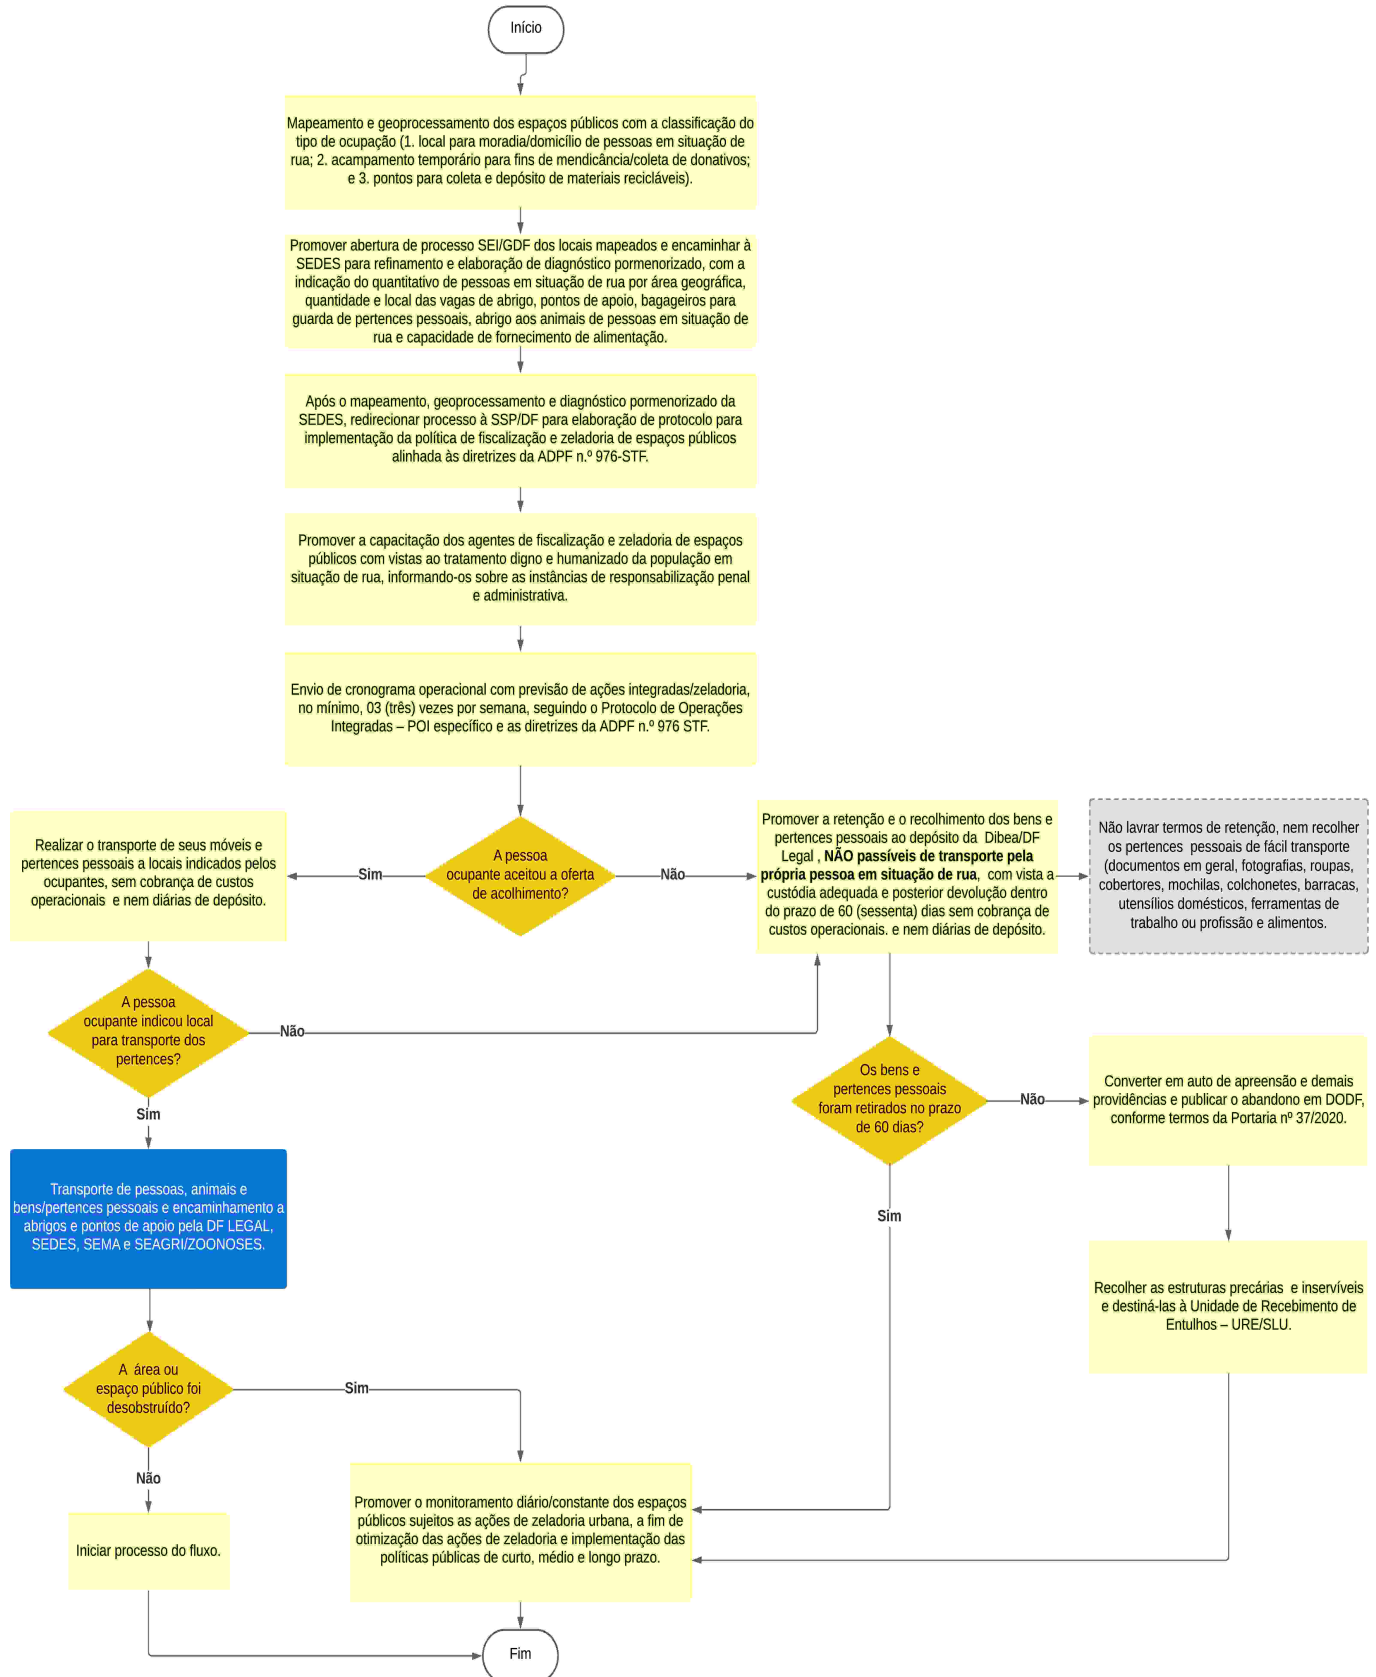 Início
Mapeamento e geoprocessamento dos espaços públicos com a classificação do
tipo de ocupação (1. local para moradia/domicílio de pessoas em situação de
rua; 2. acampamento temporário para fins de mendicância/coleta de donativos;
e 3. pontos para coleta e depósito de materiais recicláveis).
Promover abertura de processo SEI/GDF dos locais mapeados e encaminhar à
SEDES para refinamento e elaboração de diagnóstico pormenorizado, com a
indicação do quantitativo de pessoas em situação de rua por área geográfica,
quantidade e local das vagas de abrigo, pontos de apoio, bagageiros para
guarda de pertences pessoais, abrigo aos animais de pessoas em situação de
rua e capacidade de fornecimento de alimentação.
Após o mapeamento, geoprocessamento e diagnóstico pormenorizado da
SEDES, redirecionar processo à SSP/DF para elaboração de protocolo para
implementação da política de fiscalização e zeladoria de espaços públicos
alinhada às diretrizes da ADPF n.º 976-STF.
Promover a capacitação dos agentes de fiscalização e zeladoria de espaços
públicos com vistas ao tratamento digno e humanizado da população em
situação de rua, informando-os sobre as instâncias de responsabilização penal
e administrativa.
Envio de cronograma operacional com previsão de ações integradas/zeladoria,
no mínimo, 03 (três) vezes por semana, seguindo o Protocolo de Operações
Integradas – POI específico e as diretrizes da ADPF n.º 976 STF.
A pessoa
ocupante aceitou a oferta
de acolhimento?
Sim
Não
Realizar o transporte de seus móveis e
pertences pessoais a locais indicados pelos
ocupantes, sem cobrança de custos
operacionais e nem diárias de depósito.
Promover a retenção e o recolhimento dos bens e
pertences pessoais ao depósito da Dibea/DF
Legal , NÃO passíveis de transporte pela
própria pessoa em situação de rua, com vista a
custódia adequada e posterior devolução dentro
do prazo de 60 (sessenta) dias sem cobrança de
custos operacionais. e nem diárias de depósito.
Não lavrar termos de retenção, nem recolher
os pertences pessoais de fácil transporte
(documentos em geral, fotografias, roupas,
cobertores, mochilas, colchonetes, barracas,
utensílios domésticos, ferramentas de
trabalho ou profissão e alimentos.
A pessoa
ocupante indicou local
para transporte dos
pertences?
Não
Sim
Os bens e
pertences pessoais
foram retirados no prazo
de 60 dias?
Não
Sim
Converter em auto de apreensão e demais
providências e publicar o abandono em DODF,
conforme termos da Portaria nº 37/2020.
Transporte de pessoas, animais e
bens/pertences pessoais e encaminhamento a
abrigos e pontos de apoio pela DF LEGAL,
SEDES, SEMA e SEAGRI/ZOONOSES.
Recolher as estruturas precárias e inservíveis
e destiná-las à Unidade de Recebimento de
Entulhos – URE/SLU.
A área ou
espaço público foi
desobstruído?
Sim
Não
Iniciar processo do fluxo.
Promover o monitoramento diário/constante dos espaços
públicos sujeitos as ações de zeladoria urbana, a fim de
otimização das ações de zeladoria e implementação das
políticas públicas de curto, médio e longo prazo.
Fim